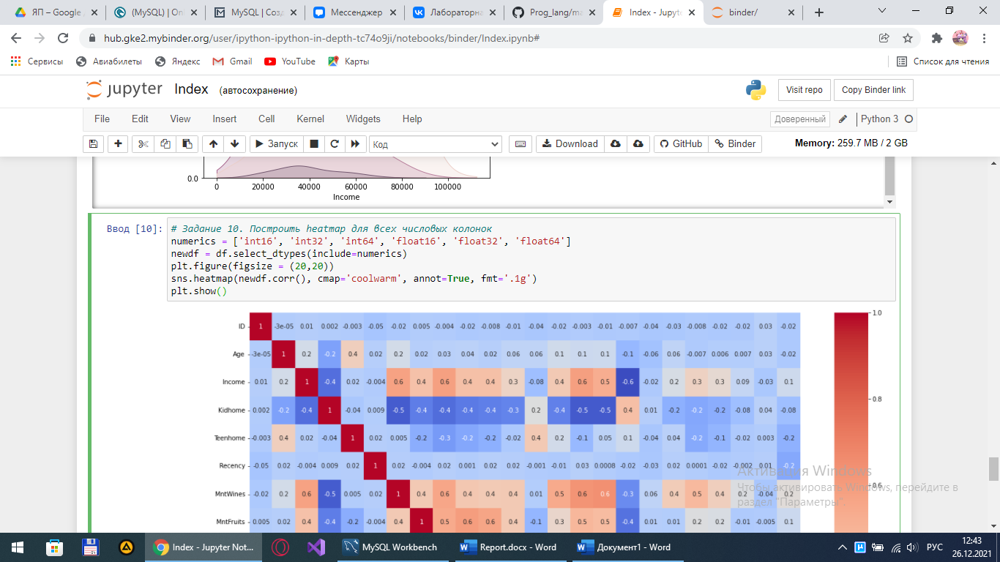 ЯП – Google
(MySQL) | Onl
MySQL | Созд
Мессенджер
Лабораторна
Prog_lang/ma
Index - Jupyte
binder/
hub.gke2.mybinder.org/user/ipython-ipython-in-depth-tc74o9ji/notebooks/binder/Index.ipynb#
Сервисы Авиабилеты Яндекс Gmail YouTube Карты Список для чтения
jupyter Index (автосохранение) Visit repo Copy Binder link
File Edit View Insert Cell Kernel Widgets Help Доверенный Python 3
Запуск Код Download GitHub Binder Memory: 259.7 MB / 2 GB
0.0
0 20000 40000 60000 80000 100000
Income
Ввод [10]:
# Задание 10. Построить heatmap для всех числовых колонок
numerics = ['int16', 'int32', 'int64', 'float16', 'float32', 'float64']
newdf = df.select_dtypes(include=numerics)
plt.figure(figsize = (20,20))
sns.heatmap(newdf.corr(), cmap='coolwarm', annot=True, fmt='.1g')
plt.show()
ID 1 -3e-05 0.01 0.002 -0.003 -0.05 -0.02 0.005 -0.004 -0.02 -0.008 -0.01 -0.04 -0.02 -0.003 -0.01 -0.007 -0.04 -0.03 -0.008 -0.02 -0.02 0.03 -0.02
Age -3e-05 1 0.2 -0.2 0.4 0.02 0.2 0.02 0.03 0.04 0.02 0.06 0.06 0.1 0.1 0.1 -0.1 -0.06 0.06 -0.007 0.006 0.007 0.03 -0.02
Income 0.01 0.2 1 -0.4 0.02 -0.004 0.6 0.4 0.6 0.4 0.4 0.3 -0.08 0.4 0.6 0.5 -0.6 -0.02 0.2 0.3 0.3 0.09 -0.03 0.1
Kidhome 0.002 -0.2 -0.4 1 -0.04 0.009 -0.5 -0.4 -0.4 -0.4 -0.4 -0.3 0.2 -0.4 -0.5 -0.5 0.4 0.01 -0.2 -0.2 -0.2 -0.08 0.04 -0.08
Teenhome -0.003 0.4 0.02 -0.04 1 0.02 0.005 -0.2 -0.3 -0.2 -0.2 -0.02 0.4 0.2 -0.1 0.05 0.1 -0.04 0.04 -0.2 -0.1 -0.02 0.003 -0.2
Recency -0.05 0.02 -0.004 0.009 0.02 1 0.02 -0.004 0.02 0.001 0.02 0.02 -0.001 -0.01 0.03 0.0008 -0.02 -0.03 0.02 0.0001 -0.02 -0.002 0.01 -0.2
MntWines -0.02 0.2 0.6 -0.5 0.005 0.02 1 0.4 0.6 0.4 0.4 0.4 0.01 0.5 0.6 0.6 -0.3 0.06 0.4 0.5 0.4 0.2 -0.04 0.2
MntFruits 0.005 0.02 0.4 -0.4 -0.2 -0.004 0.4 1 0.5 0.6 0.6 0.4 -0.1 0.3 0.5 0.5 -0.4 0.01 0.01 0.2 0.2 -0.01 -0.005 0.1
1.0
0.8
0.6
Активация Windows
Чтобы активировать Windows, перейдите в
раздел "Параметры".
Index - Jupyter Not...
MySQL Workbench
Report.docx - Word
Документ1 - Word
РУС
12:43
26.12.2021